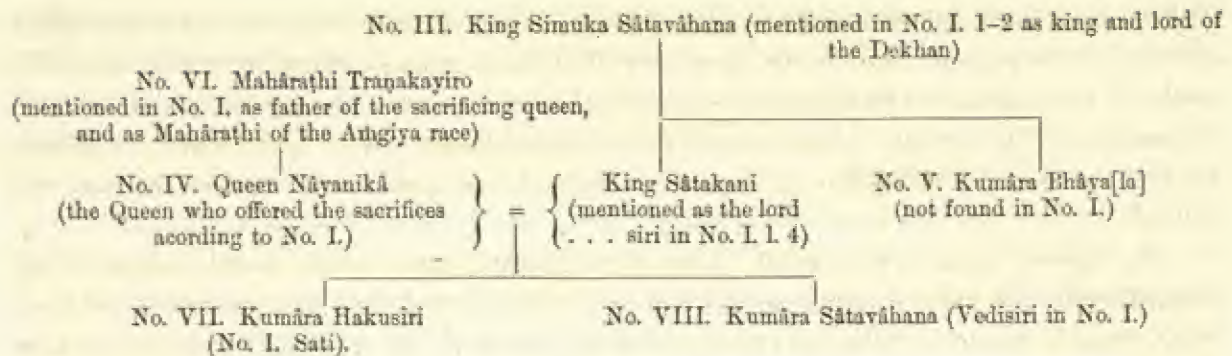 No. III. King Simuka Sâtavâhana (mentioned in No. I. 1–2 as king and lord of
the Dekhan)
No. VI. Mahâraṭhi Traṇakayiro
(mentioned in No. I. as father of the sacrificing queen,
and as Mahâraṭhi of the Aṁgiya race)
No. IV. Queen Nâyanikâ
(the Queen who offered the sacrifices
acording to No. I.)
} = {
King Sâtakani
(mentioned as the lord
. . . siri in No. I. l. 4)
No. V. Kumâra Bhâya[la]
(not found in No. I.)
No. VII. Kumâra Hakusiri
(No. I. Sati).
No. VIII. Kumâra Sâtavâhana (Vedisiri in No. I.)